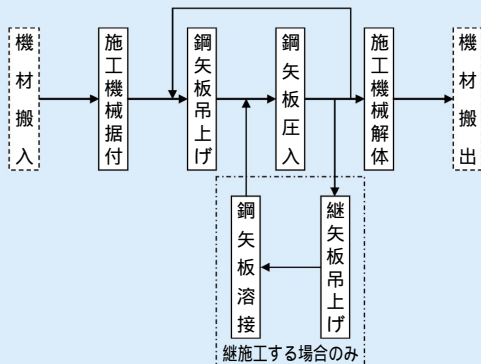 機材搬入
施工機械据付
鋼矢板吊上げ
鋼矢板圧入
施工機械解体
機材搬出
鋼矢板溶接
継矢板吊上げ
継施工する場合のみ